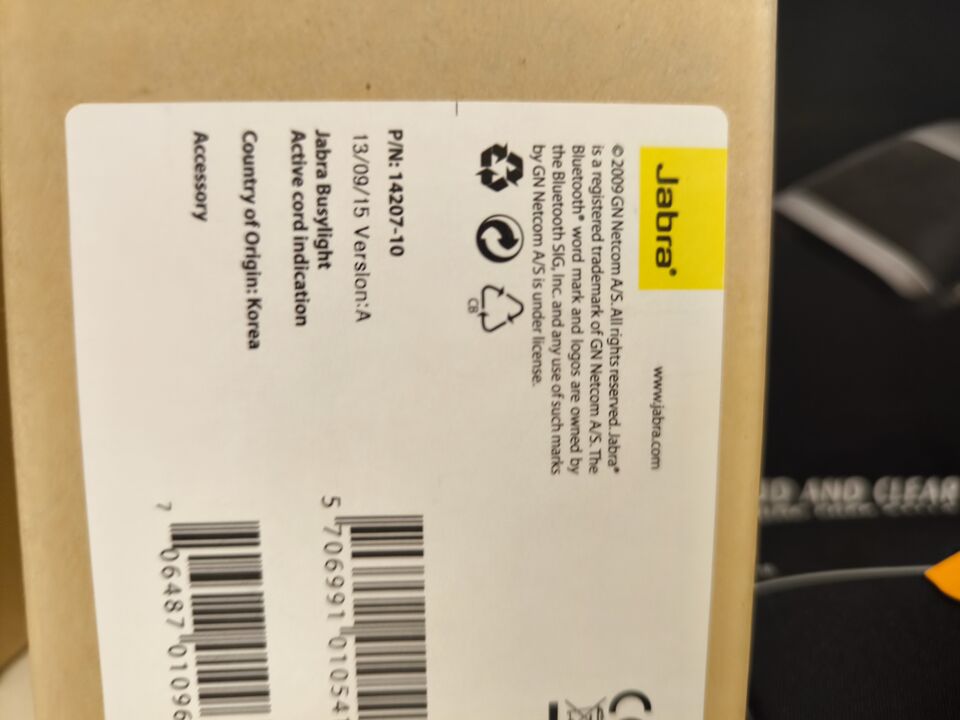 Jabra®
www.jabra.com
© 2009 GN Netcom A/S. All rights reserved. Jabra®
is a registered trademark of GN Netcom A/S. The
Bluetooth® word mark and logos are owned by
the Bluetooth SIG, Inc. and any use of such marks
by GN Netcom A/S is under license.
CB
P/N: 14207-10
13/09/15 Version:A
Jabra Busylight
Active cord indication
Country of Origin: Korea
Accessory
5 706991 01054
7 06487 01096
AND CLEAR